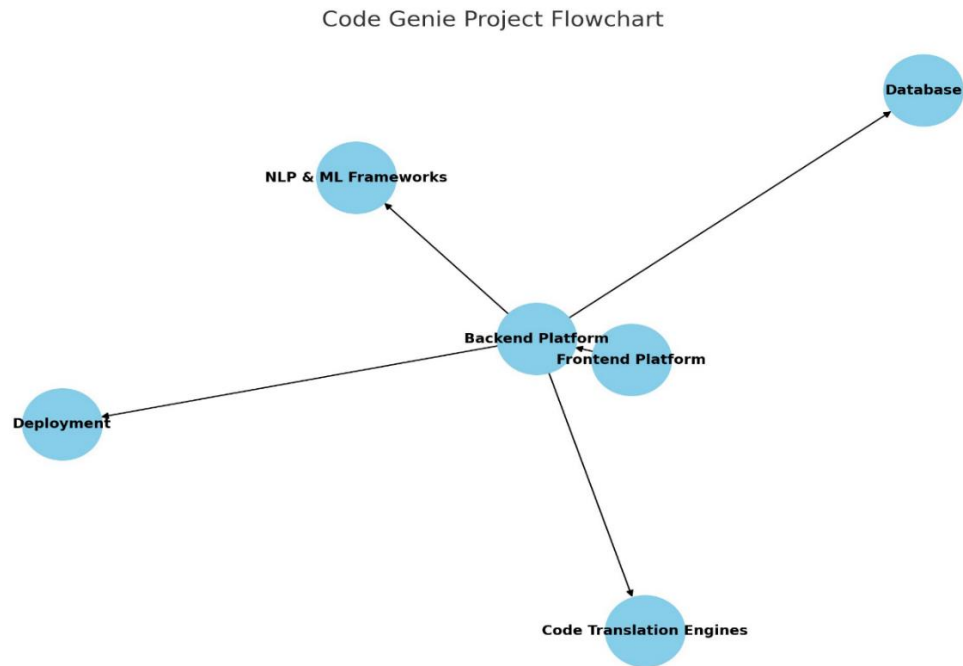 Code Genie Project Flowchart
Database
NLP & ML Frameworks
Backend Platform
Frontend Platform
Deployment
Code Translation Engines